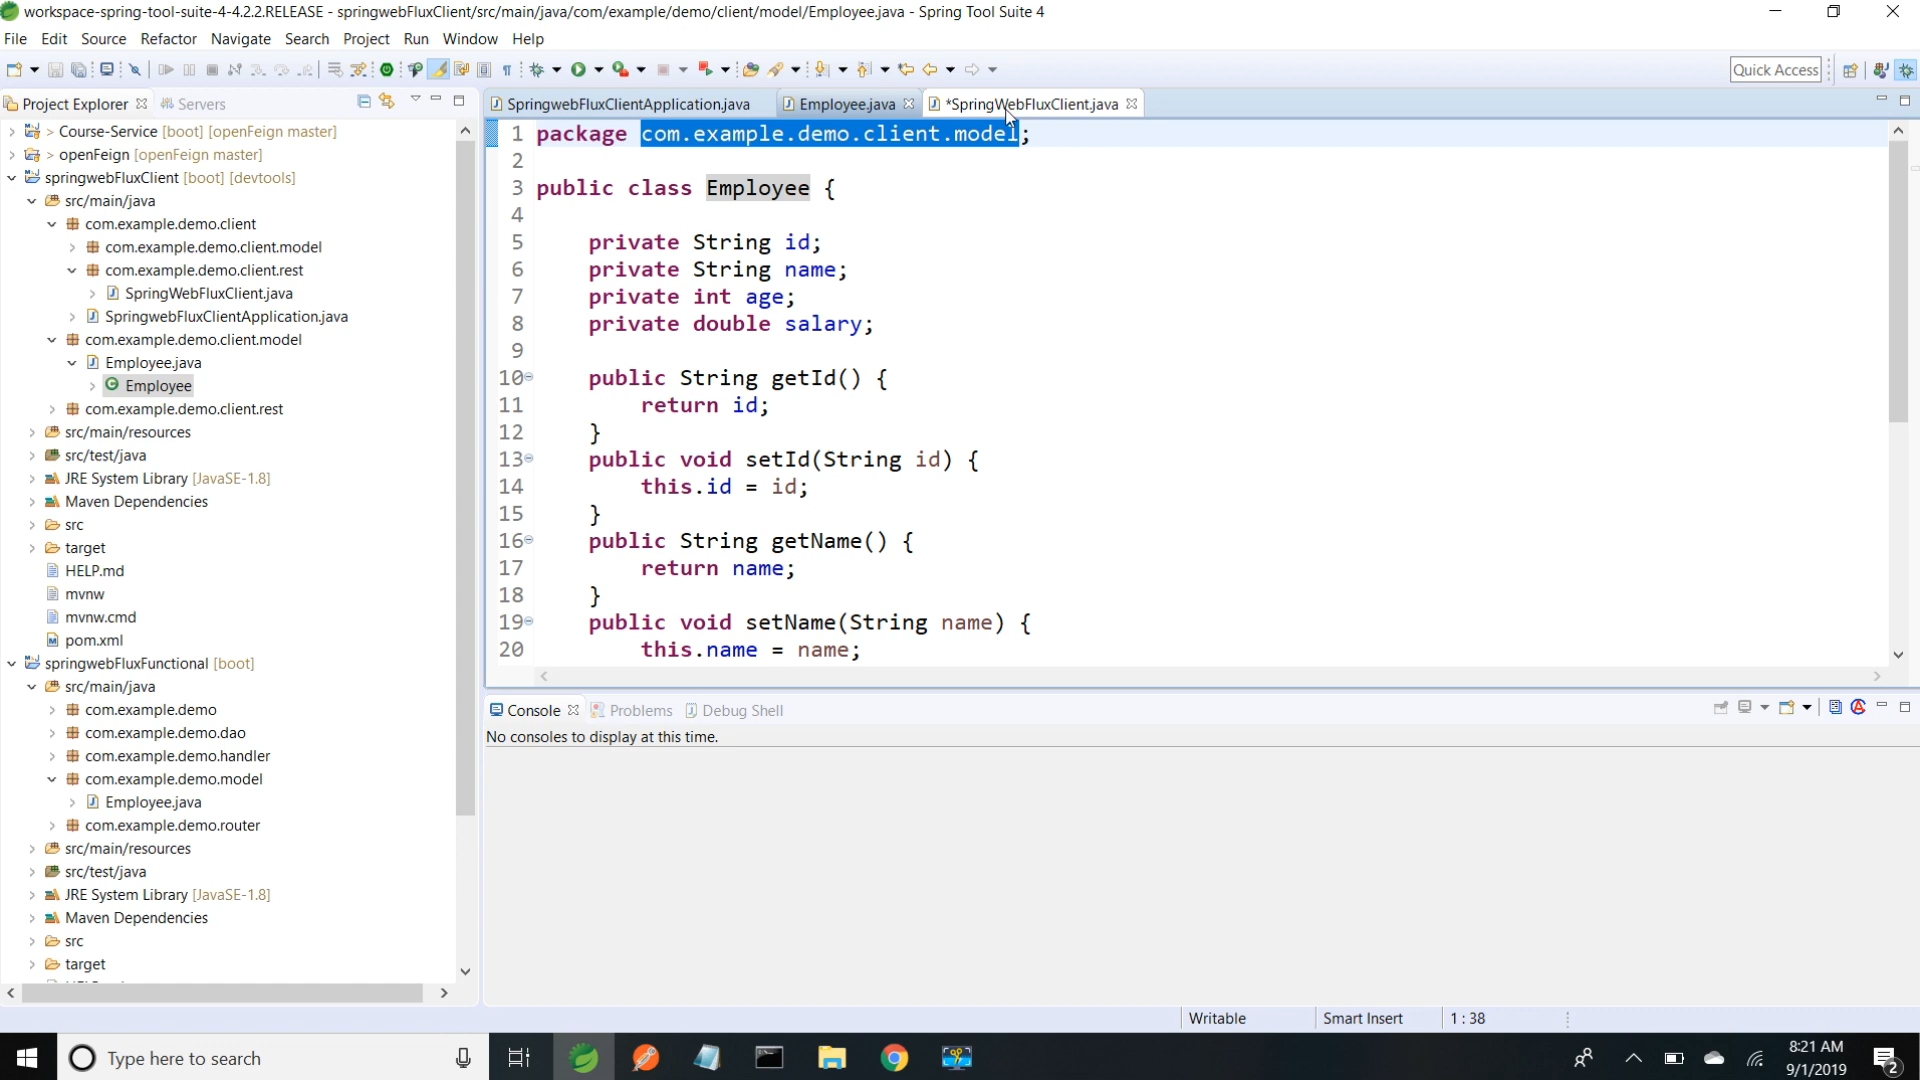 workspace-spring-tool-suite-4-4.2.2.RELEASE - springwebFluxClient/src/main/java/com/example/demo/client/model/Employee.java - Spring Tool Suite 4
File Edit Source Refactor Navigate Search Project Run Window Help
Quick Access
Project Explorer
Servers
> Course-Service [boot] [openFeign master]
> openFeign [openFeign master]
springwebFluxClient [boot] [devtools]
src/main/java
com.example.demo.client
com.example.demo.client.model
com.example.demo.client.rest
SpringWebFluxClient.java
SpringwebFluxClientApplication.java
com.example.demo.client.model
Employee.java
Employee
com.example.demo.client.rest
src/main/resources
src/test/java
JRE System Library [JavaSE-1.8]
Maven Dependencies
src
target
HELP.md
mvnw
mvnw.cmd
pom.xml
springwebFluxFunctional [boot]
src/main/java
com.example.demo
com.example.demo.dao
com.example.demo.handler
com.example.demo.model
Employee.java
com.example.demo.router
src/main/resources
src/test/java
JRE System Library [JavaSE-1.8]
Maven Dependencies
src
target
SpringwebFluxClientApplication.java Employee.java *SpringWebFluxClient.java
1 package com.example.demo.client.model;
2
3 public class Employee {
4
5 private String id;
6 private String name;
7 private int age;
8 private double salary;
9
10 public String getId() {
11 return id;
12 }
13 public void setId(String id) {
14 this.id = id;
15 }
16 public String getName() {
17 return name;
18 }
19 public void setName(String name) {
20 this.name = name;
Console Problems Debug Shell
No consoles to display at this time.
Writable Smart Insert 1 : 38
Type here to search
8:21 AM
9/1/2019
2